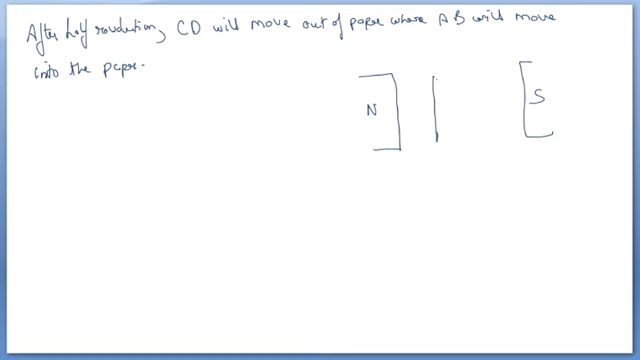 After half revolution, CD will move out of paper where AB will move
into the paper.
N
S